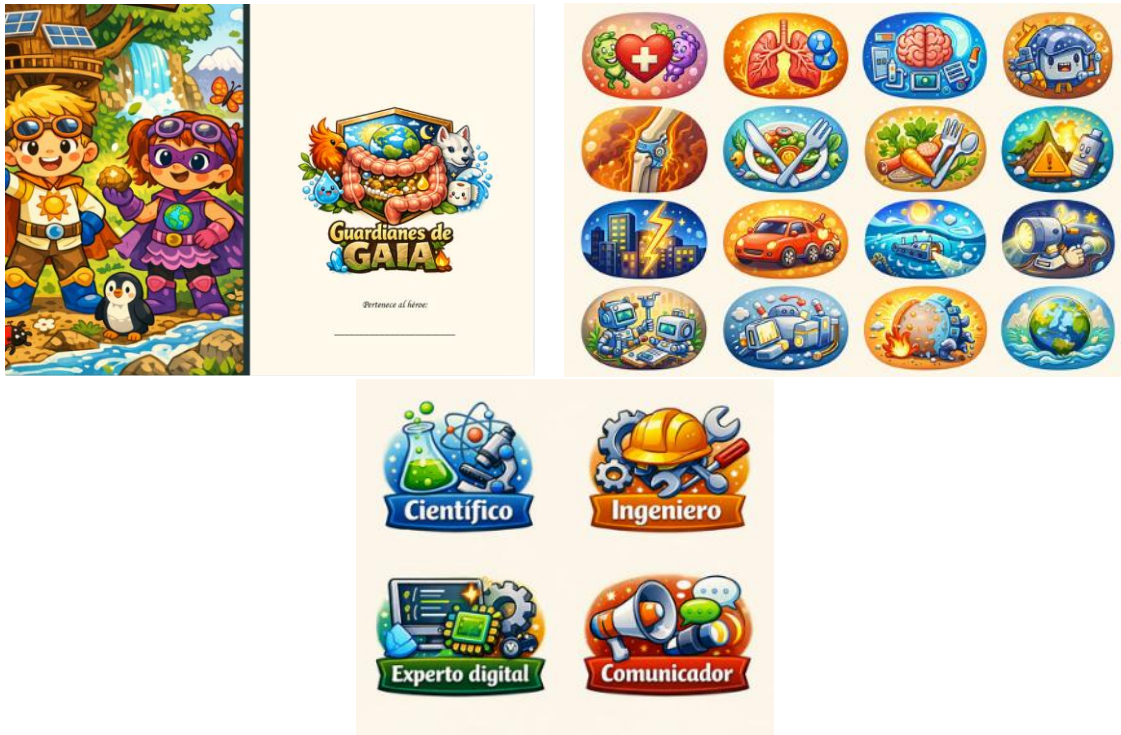 Guardianes de
GAIA
Pertenece al héroe:
Científico
Ingeniero
Experto digital
Comunicador